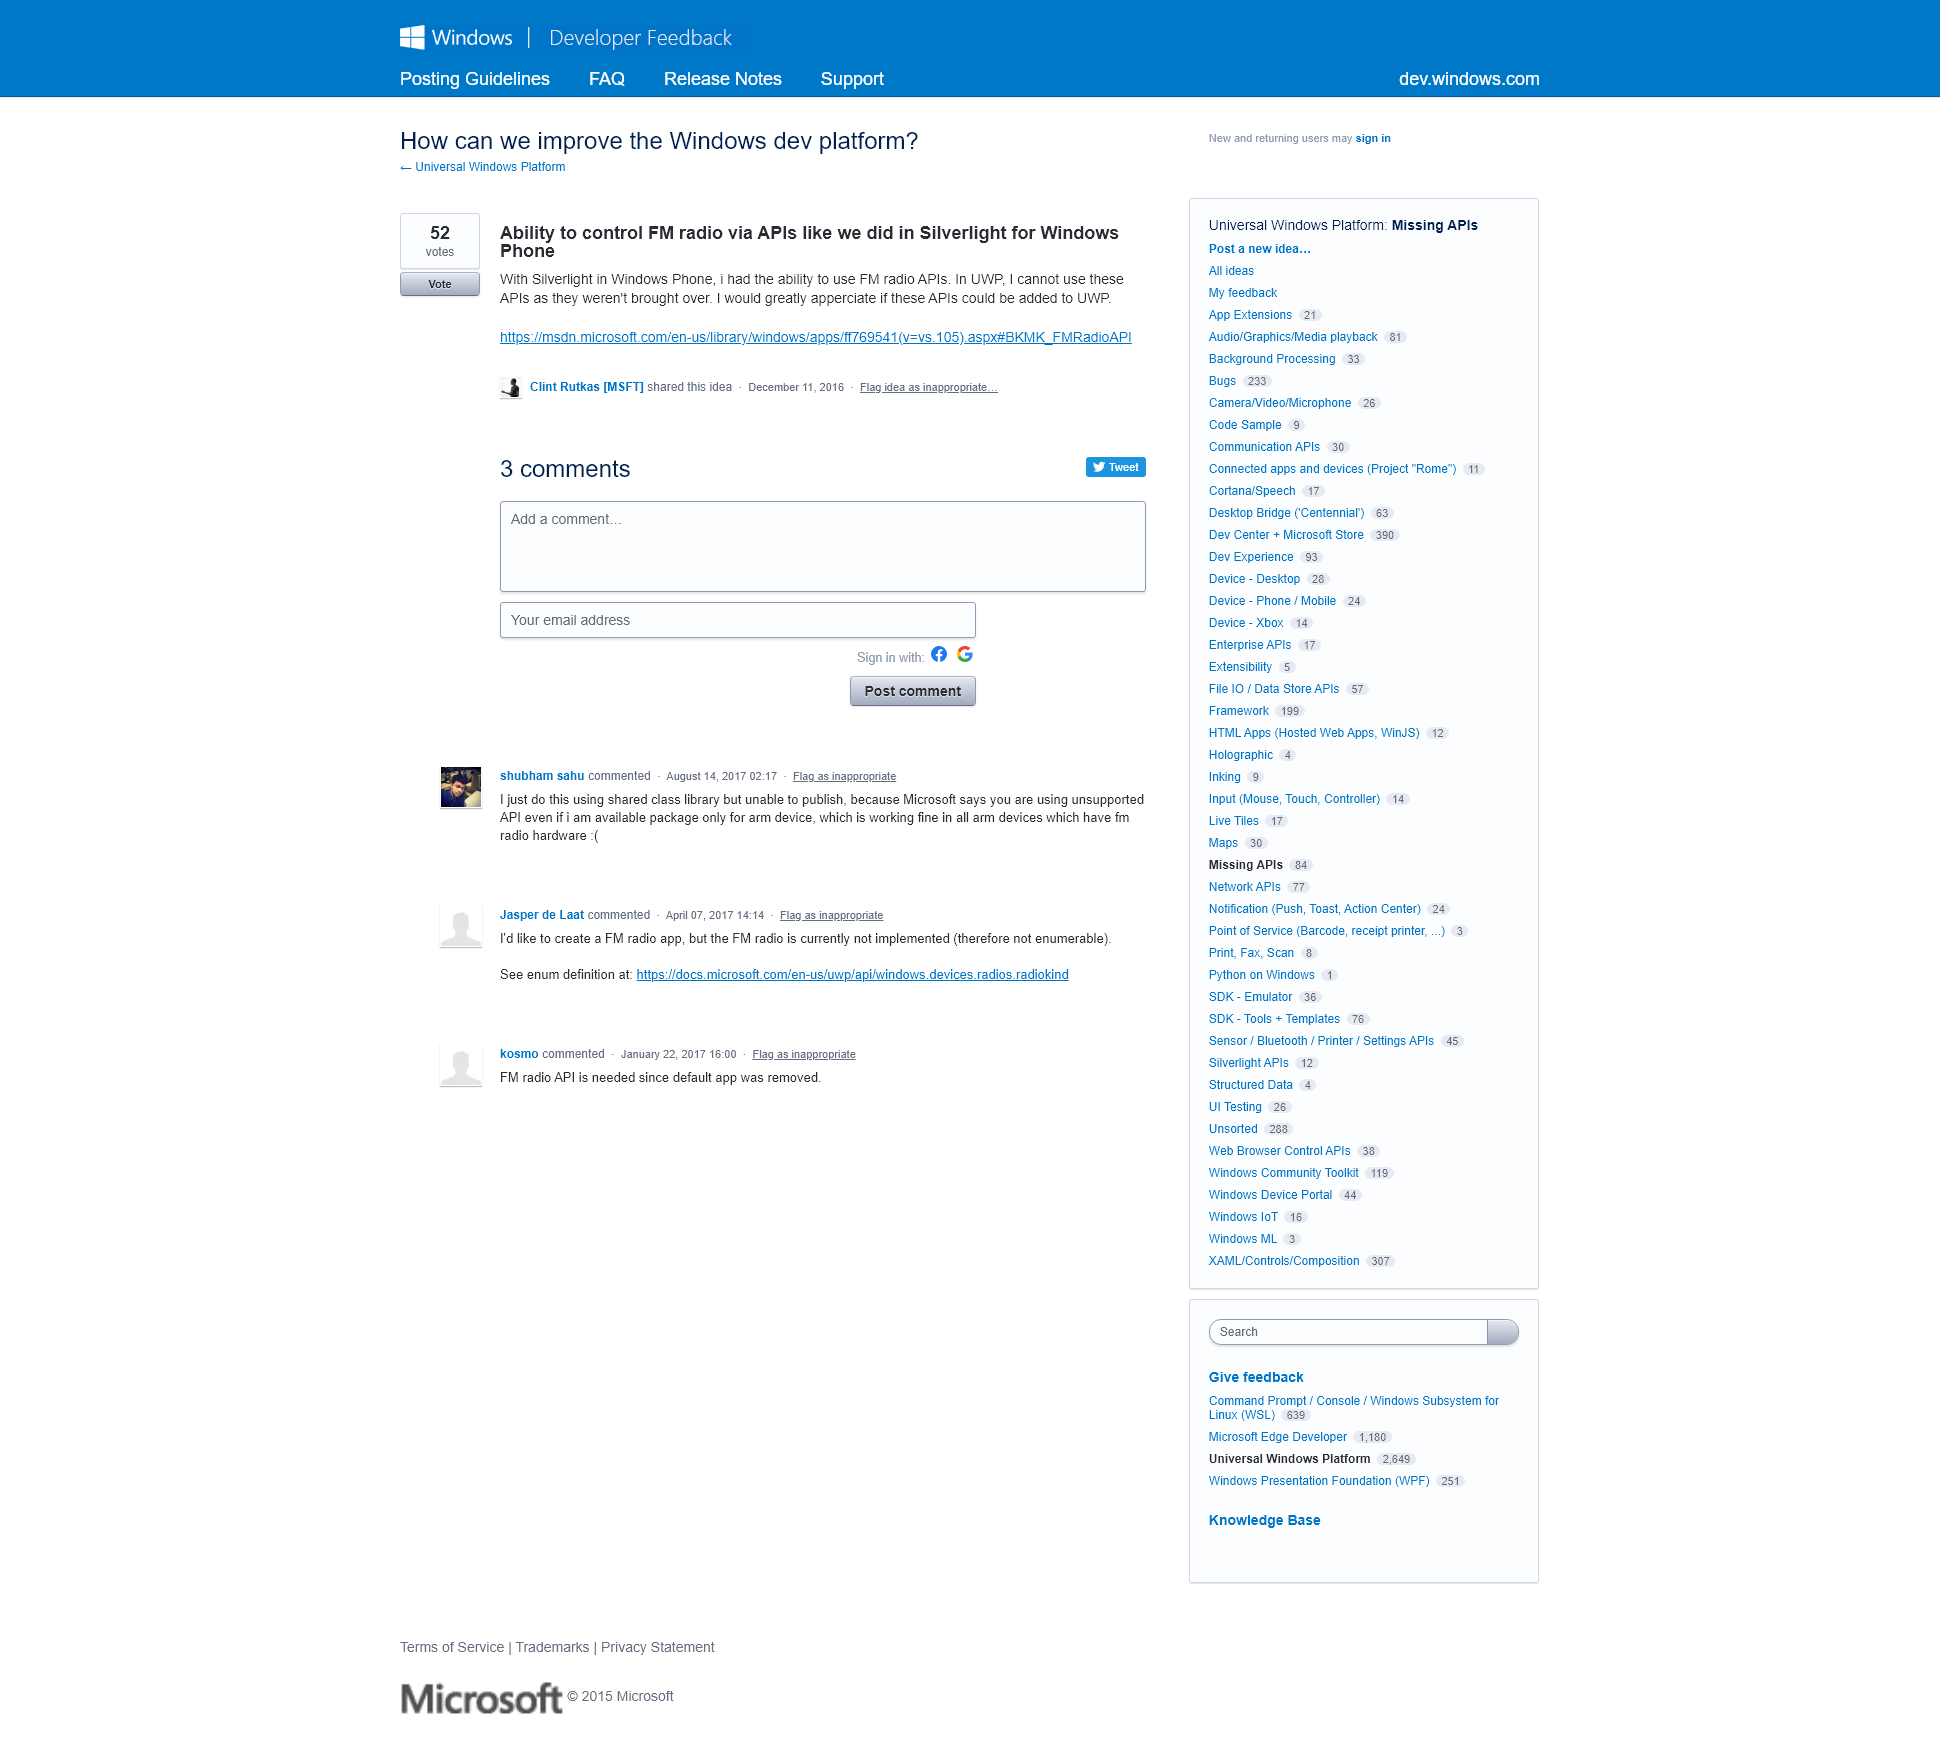 Windows | Developer Feedback
Posting Guidelines FAQ Release Notes Support dev.windows.com
How can we improve the Windows dev platform?
← Universal Windows Platform
New and returning users may sign in
52
votes
Vote
Ability to control FM radio via APIs like we did in Silverlight for Windows
Phone
With Silverlight in Windows Phone, i had the ability to use FM radio APIs. In UWP, I cannot use these
APIs as they weren't brought over. I would greatly apperciate if these APIs could be added to UWP.
https://msdn.microsoft.com/en-us/library/windows/apps/ff769541(v=vs.105).aspx#BKMK_FMRadioAPI
Clint Rutkas [MSFT] shared this idea · December 11, 2016 · Flag idea as inappropriate…
3 comments
Tweet
Add a comment…
Your email address
Sign in with:
Post comment
shubham sahu commented · August 14, 2017 02:17 · Flag as inappropriate
I just do this using shared class library but unable to publish, because Microsoft says you are using unsupported
API even if i am available package only for arm device, which is working fine in all arm devices which have fm
radio hardware :(
Jasper de Laat commented · April 07, 2017 14:14 · Flag as inappropriate
I'd like to create a FM radio app, but the FM radio is currently not implemented (therefore not enumerable).
See enum definition at: https://docs.microsoft.com/en-us/uwp/api/windows.devices.radios.radiokind
kosmo commented · January 22, 2017 16:00 · Flag as inappropriate
FM radio API is needed since default app was removed.
Universal Windows Platform: Missing APIs
Post a new idea…
All ideas
My feedback
App Extensions 21
Audio/Graphics/Media playback 81
Background Processing 33
Bugs 233
Camera/Video/Microphone 26
Code Sample 9
Communication APIs 30
Connected apps and devices (Project "Rome") 11
Cortana/Speech 17
Desktop Bridge ('Centennial') 63
Dev Center + Microsoft Store 390
Dev Experience 93
Device - Desktop 28
Device - Phone / Mobile 24
Device - Xbox 14
Enterprise APIs 17
Extensibility 5
File IO / Data Store APIs 57
Framework 199
HTML Apps (Hosted Web Apps, WinJS) 12
Holographic 4
Inking 9
Input (Mouse, Touch, Controller) 14
Live Tiles 17
Maps 30
Missing APIs 84
Network APIs 77
Notification (Push, Toast, Action Center) 24
Point of Service (Barcode, receipt printer, ...) 3
Print, Fax, Scan 8
Python on Windows 1
SDK - Emulator 36
SDK - Tools + Templates 76
Sensor / Bluetooth / Printer / Settings APIs 45
Silverlight APIs 12
Structured Data 4
UI Testing 26
Unsorted 288
Web Browser Control APIs 38
Windows Community Toolkit 119
Windows Device Portal 44
Windows IoT 16
Windows ML 3
XAML/Controls/Composition 307
Search
Give feedback
Command Prompt / Console / Windows Subsystem for
Linux (WSL) 639
Microsoft Edge Developer 1,180
Universal Windows Platform 2,649
Windows Presentation Foundation (WPF) 251
Knowledge Base
Terms of Service | Trademarks | Privacy Statement
Microsoft © 2015 Microsoft